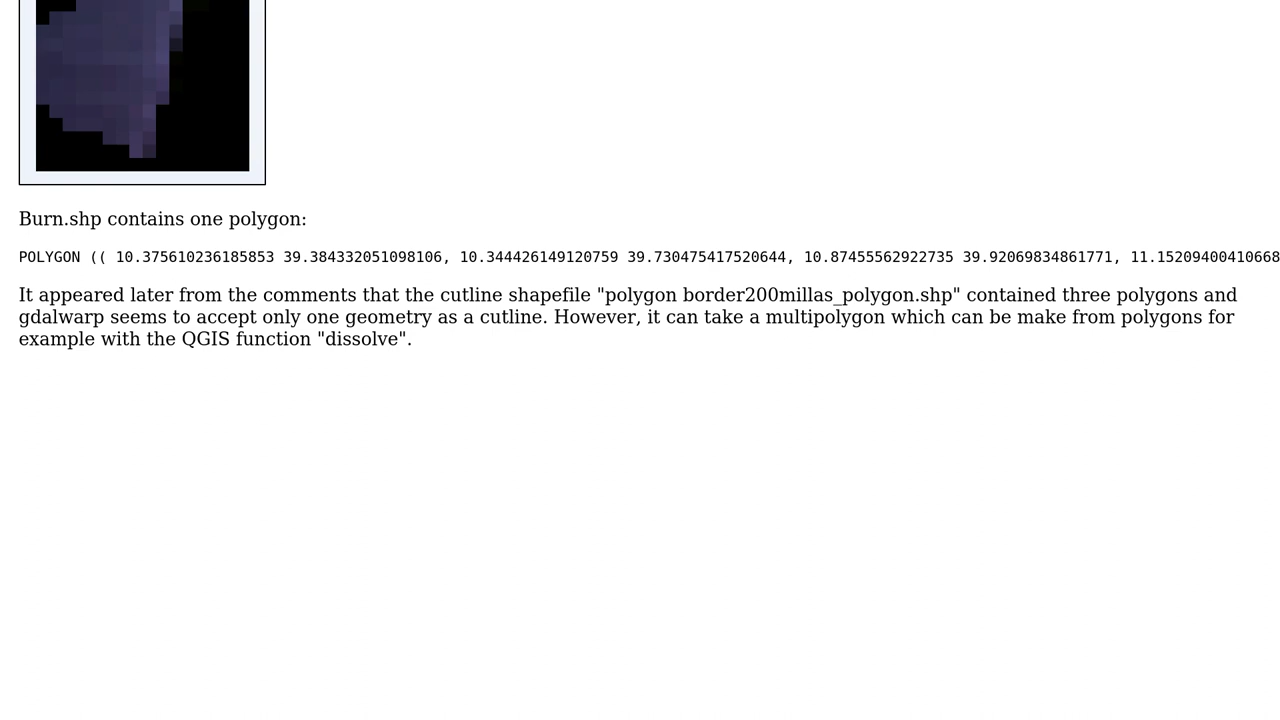 Burn.shp contains one polygon:
POLYGON (( 10.375610236185853 39.384332051098106, 10.344426149120759 39.730475417520644, 10.87455562922735 39.92069834861771, 11.15209400410668
It appeared later from the comments that the cutline shapefile "polygon border200millas_polygon.shp" contained three polygons and
gdalwarp seems to accept only one geometry as a cutline. However, it can take a multipolygon which can be make from polygons for
example with the QGIS function "dissolve".